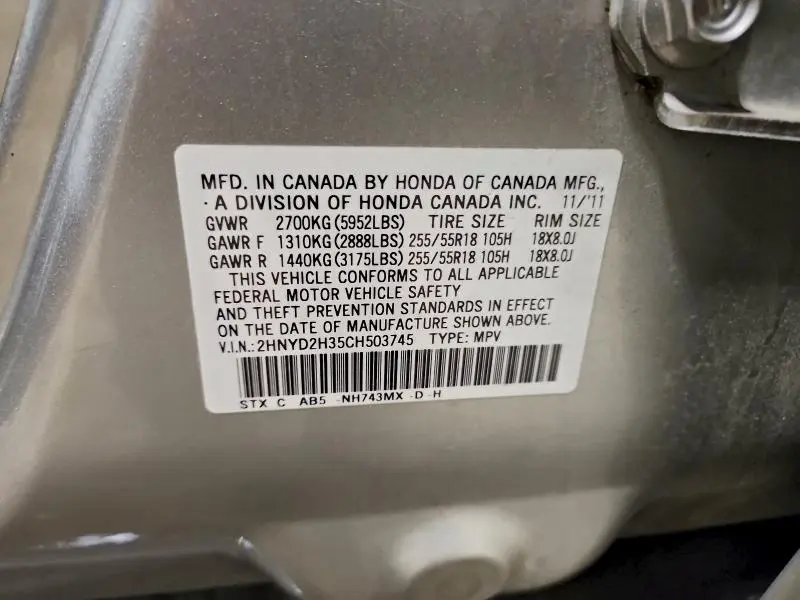 MFD. IN CANADA BY HONDA OF CANADA MFG.,
· A DIVISION OF HONDA CANADA INC. 11/'11
GVWR 2700KG(5952LBS) TIRE SIZE RIM SIZE
GAWR F 1310KG(2888LBS) 255/55R18 105H 18X8.0J
GAWR R 1440KG(3175LBS) 255/55R18 105H 18X8.0J
THIS VEHICLE CONFORMS TO ALL APPLICABLE
FEDERAL MOTOR VEHICLE SAFETY
AND THEFT PREVENTION STANDARDS IN EFFECT
ON THE DATE OF MANUFACTURE SHOWN ABOVE.
V.I.N.:2HNYD2H35CH503745 TYPE: MPV
STX C AB5 -NH743MX -D-H